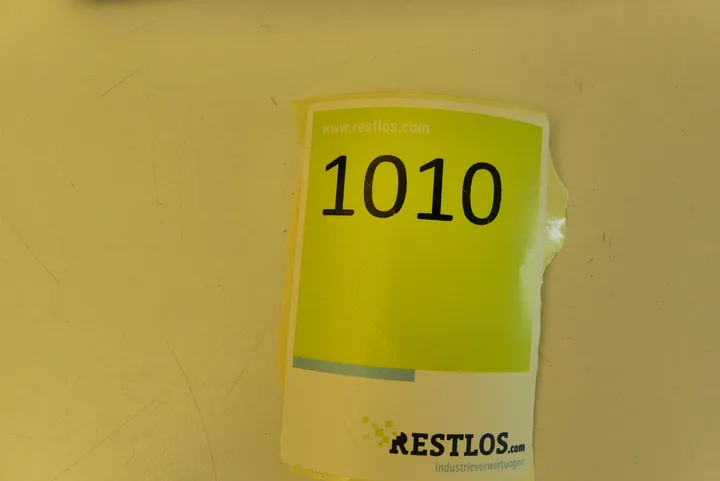 www.restlos.com
1010
RESTLOS.com
Industrieverwertungen